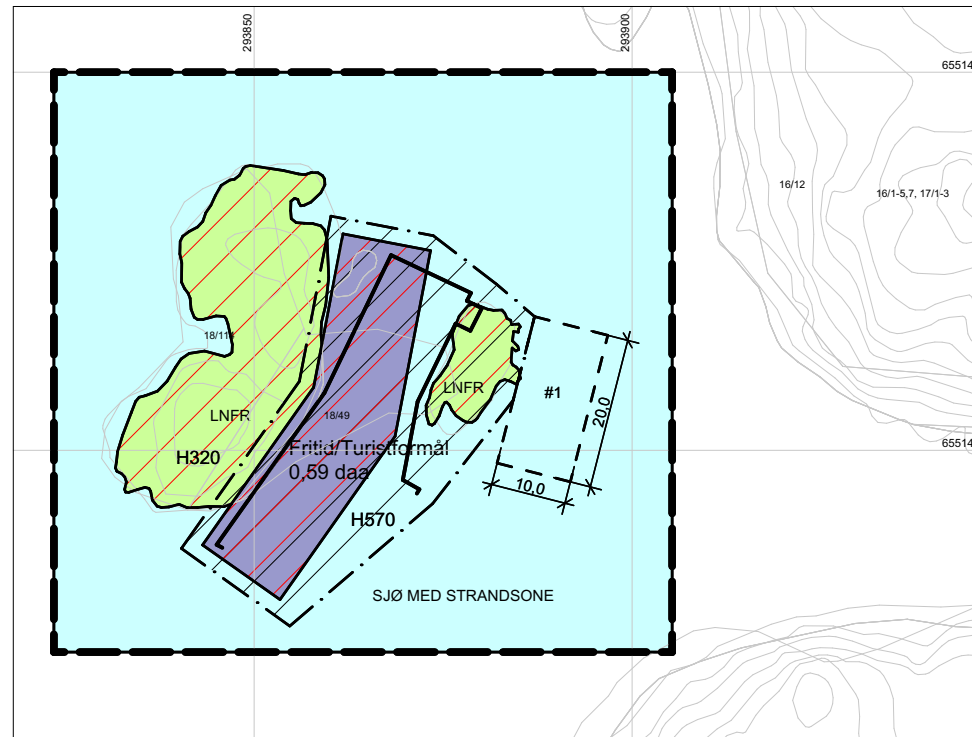 293850
293900
65514
16/12
16/1-5,7, 17/1-3
18/114
65514
LNFR
#1
20,0
LNFR
18/49
Fritid/Turistformål
0,59 daa
H320
10,0
H570
SJØ MED STRANDSONE